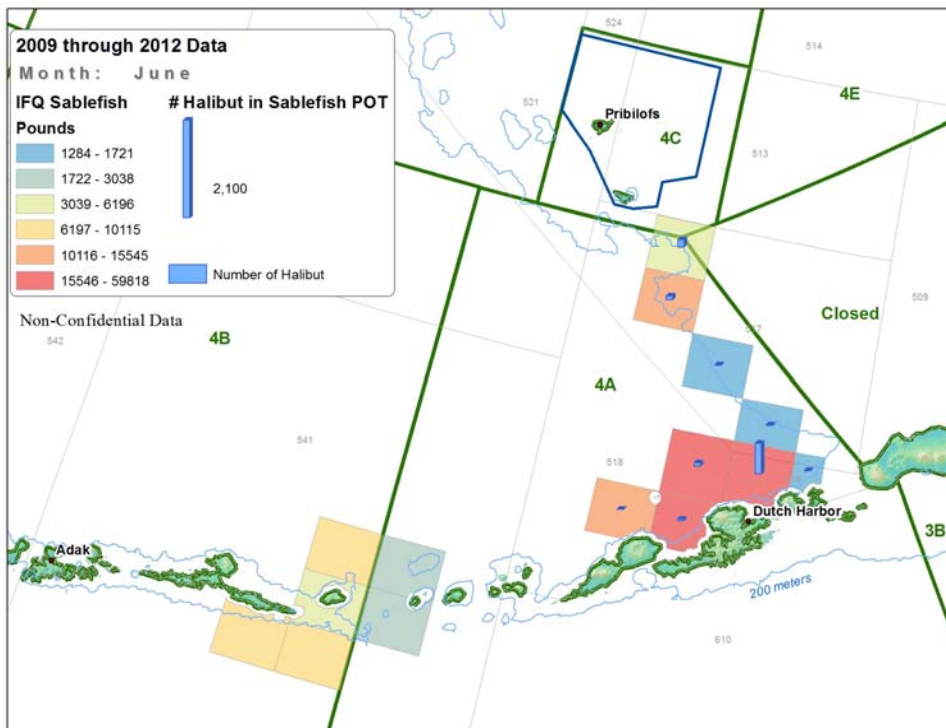 2009 through 2012 Data
Month: June
IFQ Sablefish
# Halibut in Sablefish POT
Pounds
1284 - 1721
1722 - 3038
3039 - 6196
6197 - 10115
10116 - 15545
15546 - 59818
2,100
Number of Halibut
Non-Confidential Data
524
514
521
4E
Pribilofs
4C
513
509
Closed
517
542
4B
4A
541
518
Dutch Harbor
3B
Adak
200 meters
610